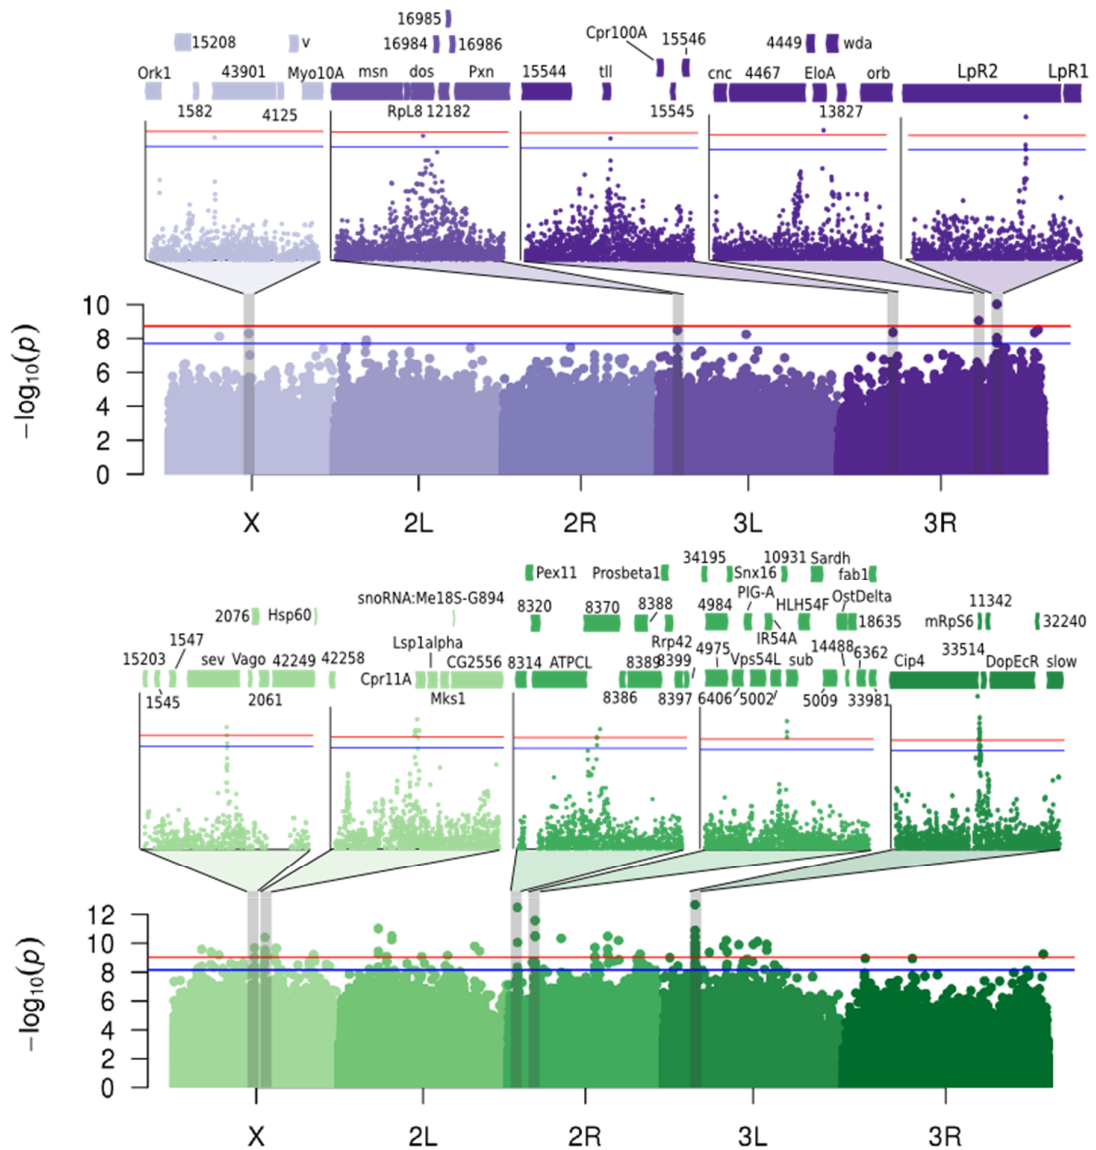 16985
15208 v 16984 16986 Cpr100A 15546 4449 wda
Ork1 43901 Myo10A msn dos Pxn 15544 tll cnc 4467 EloA orb LpR2 LpR1
1582 4125 RpL8 12182 15545 13827
10
8
6
4
2
0
−log10(p)
X 2L 2R 3L 3R
34195 10931 Sardh
Pex11 Prosbeta1 Snx16 fab1
snoRNA:Me18S-G894 PIG-A OstDelta
2076 Hsp60 8320 8370 8388 4984 HLH54F 18635 mRpS6 11342 32240
1547 Lsp1alpha Rrp42 IR54A
15203 sev Vago 42249 42258 Cpr11A CG2556 8314 ATPCL 8389 8399 4975 Vps54L sub 14488 6362 Cip4 33514 DopEcR slow
1545 2061 Mks1 8386 8397 6406 5002 5009 33981
12
10
8
6
4
2
0
−log10(p)
X 2L 2R 3L 3R